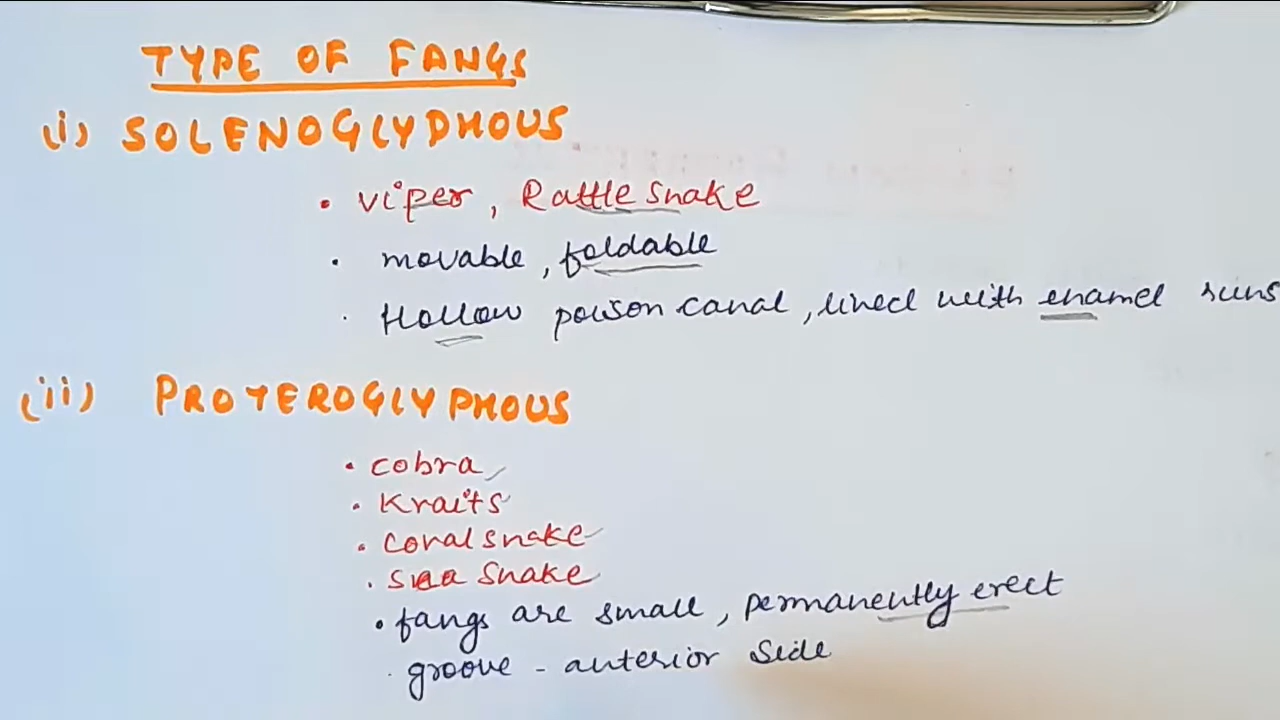 TYPE OF FANGS
(i) SOLENOGLYPHOUS
• viper, Rattle snake
• movable, foldable
• Hollow poison canal, lined with enamel runs
(ii) PROTEROGLYPHOUS
• cobra
• Kraits
• coral snake
• sea snake
• fangs are small, permanently erect
• groove - anterior side